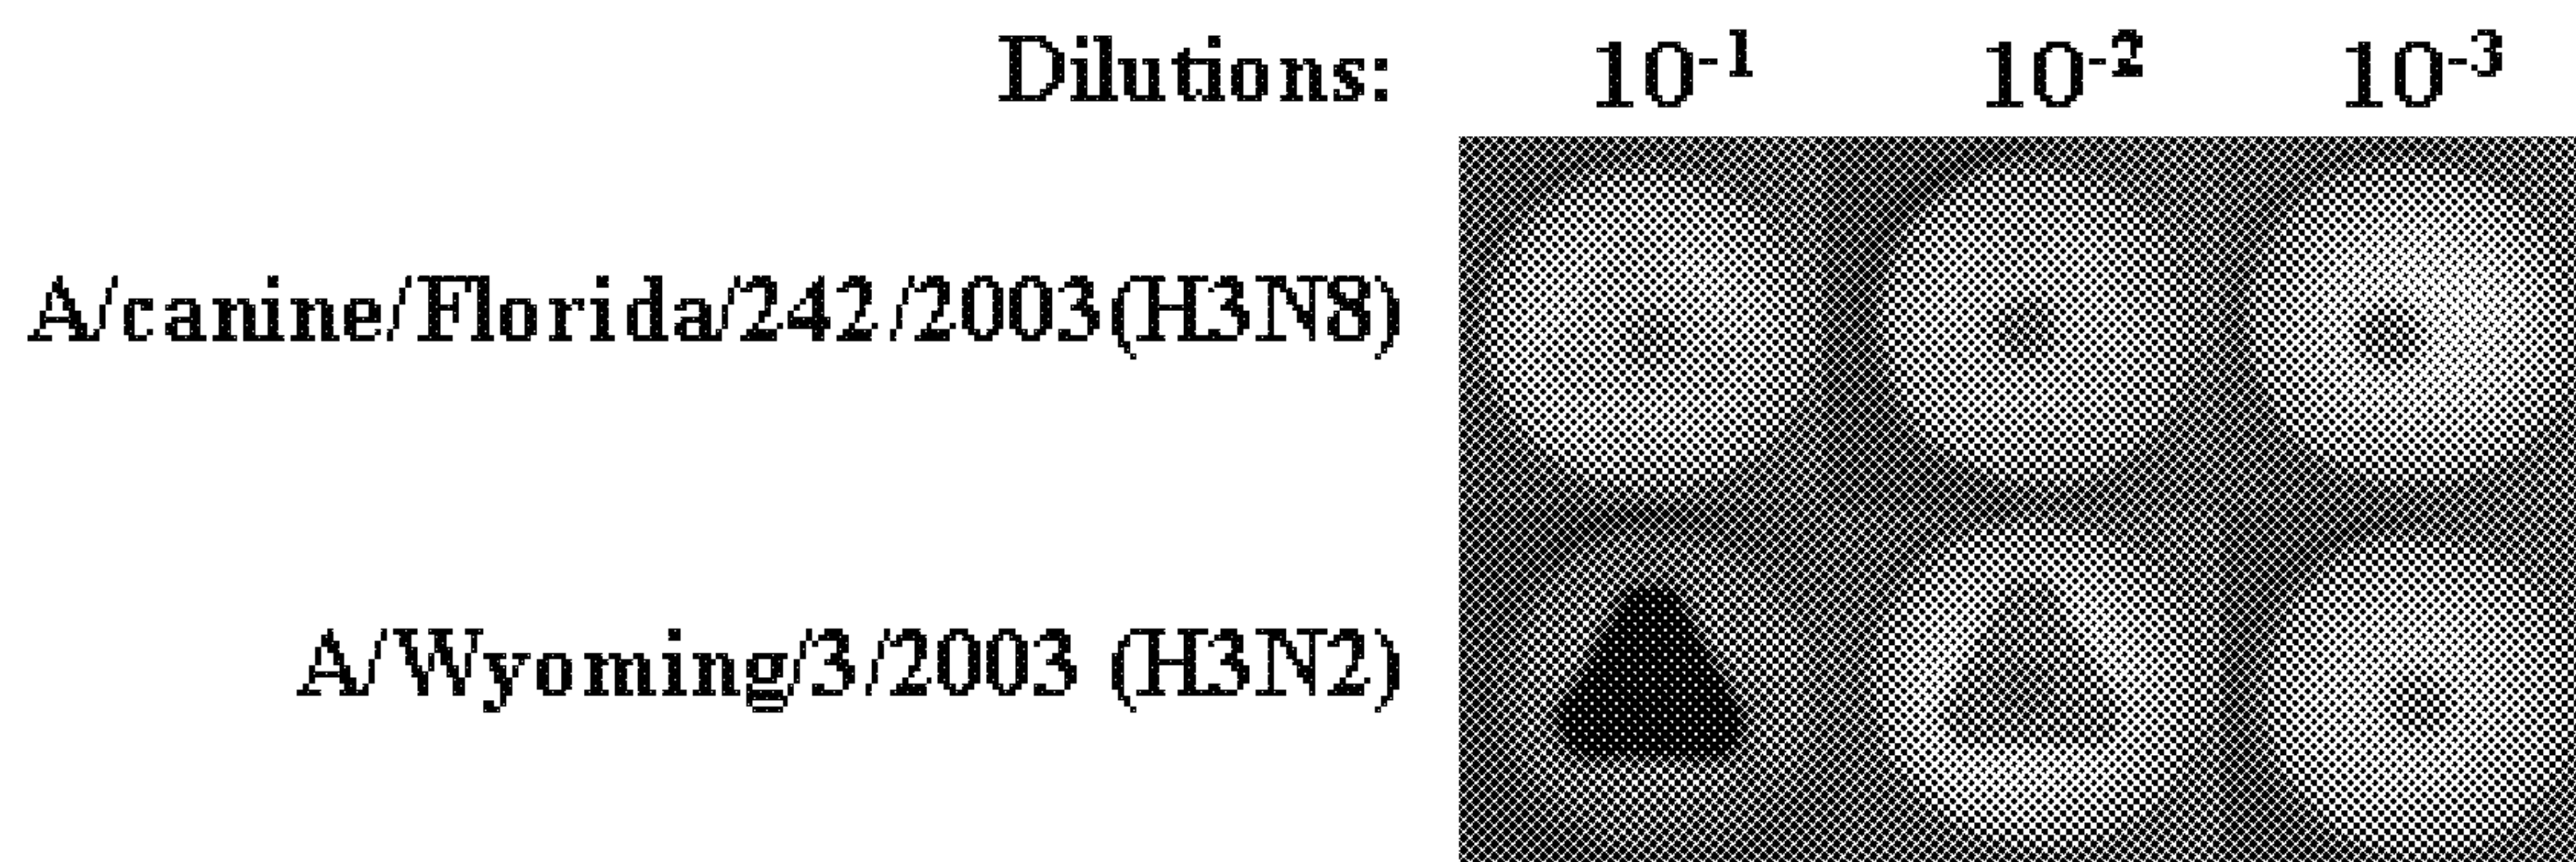 Dilutions: 10⁻¹ 10⁻² 10⁻³
A/canine/Florida/242/2003(H3N8)
A/Wyoming/3/2003 (H3N2)